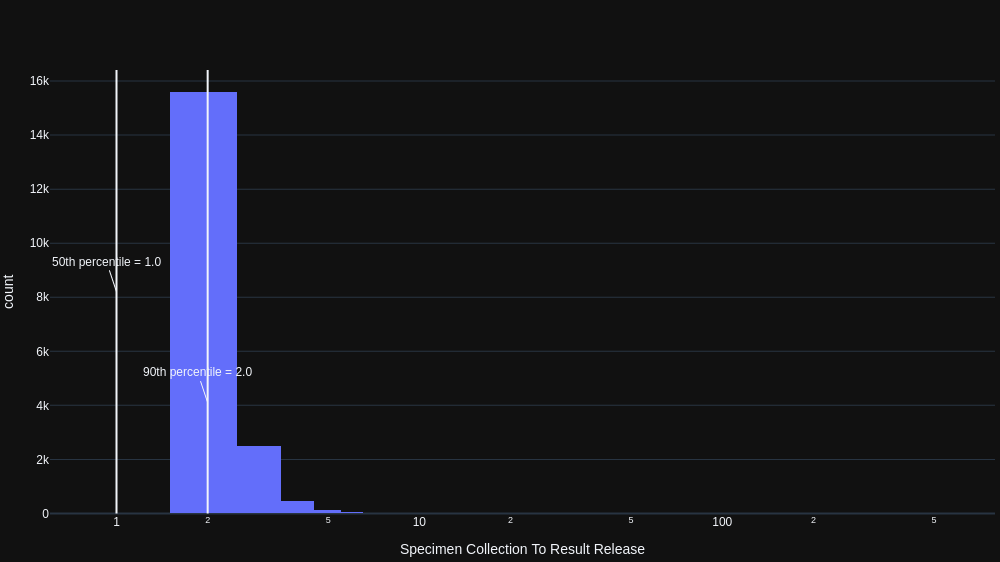 16k
14k
12k
10k
8k
6k
4k
2k
0
count
50th percentile = 1.0
90th percentile = 2.0
1 2 5 10 2 5 100 2 5
Specimen Collection To Result Release